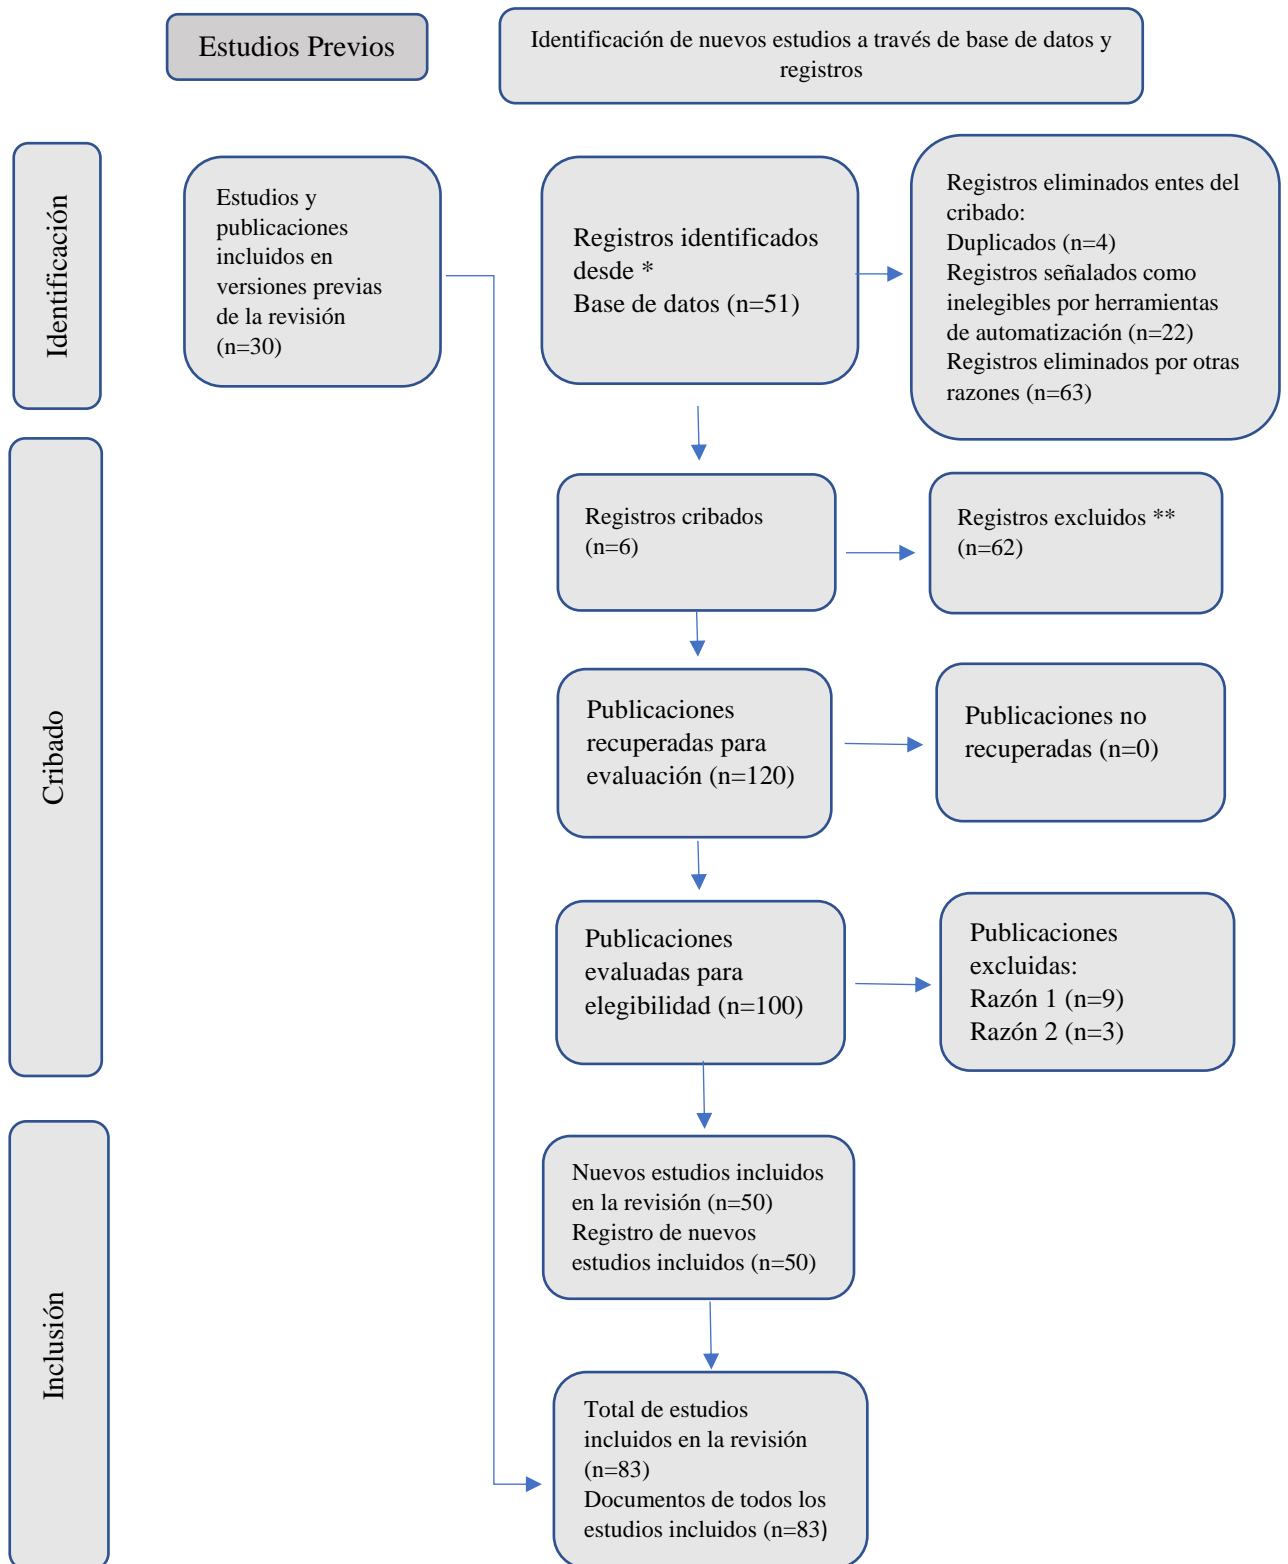 Estudios Previos
Identificación de nuevos estudios a través de base de datos y
registros
Identificación
Estudios y
publicaciones
incluidos en
versiones previas
de la revisión
(n=30)
Registros identificados
desde *
Base de datos (n=51)
Registros eliminados entes del
cribado:
Duplicados (n=4)
Registros señalados como
inelegibles por herramientas
de automatización (n=22)
Registros eliminados por otras
razones (n=63)
Cribado
Registros cribados
(n=6)
Registros excluidos **
(n=62)
Publicaciones
recuperadas para
evaluación (n=120)
Publicaciones no
recuperadas (n=0)
Publicaciones
evaluadas para
elegibilidad (n=100)
Publicaciones
excluidas:
Razón 1 (n=9)
Razón 2 (n=3)
Inclusión
Nuevos estudios incluidos
en la revisión (n=50)
Registro de nuevos
estudios incluidos (n=50)
Total de estudios
incluidos en la revisión
(n=83)
Documentos de todos los
estudios incluidos (n=83)